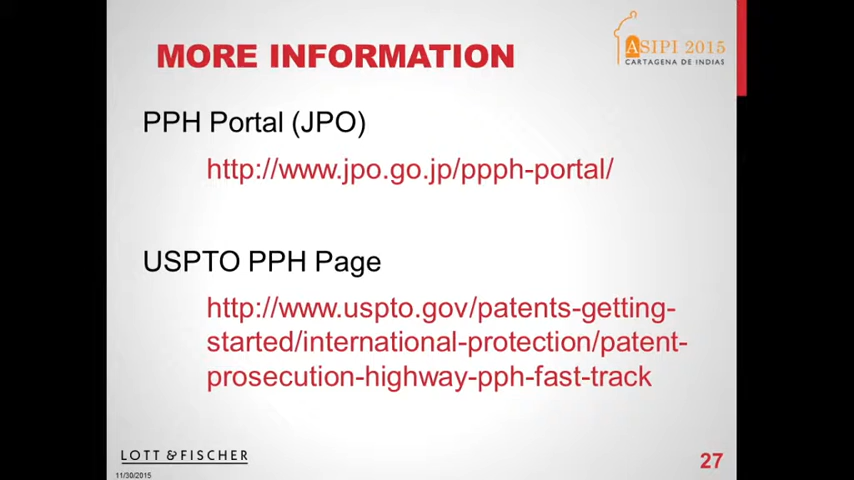 MORE INFORMATION
ASIPI 2015
CARTAGENA DE INDIAS
PPH Portal (JPO)
http://www.jpo.go.jp/ppph-portal/
USPTO PPH Page
http://www.uspto.gov/patents-getting-
started/international-protection/patent-
prosecution-highway-pph-fast-track
LOTT & FISCHER
11/30/2015
27